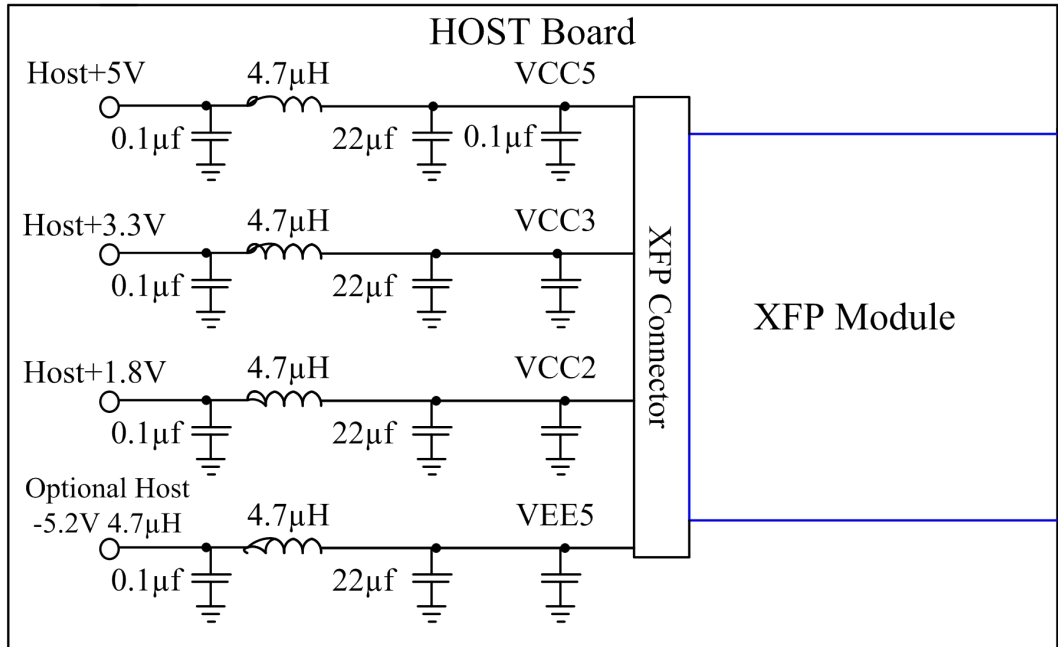 HOST Board
Host+5V
4.7µH
VCC5
0.1µf
22µf
0.1µf
Host+3.3V
4.7µH
VCC3
0.1µf
22µf
Host+1.8V
4.7µH
VCC2
0.1µf
22µf
Optional Host
-5.2V 4.7µH
4.7µH
VEE5
0.1µf
22µf
XFP Connector
XFP Module